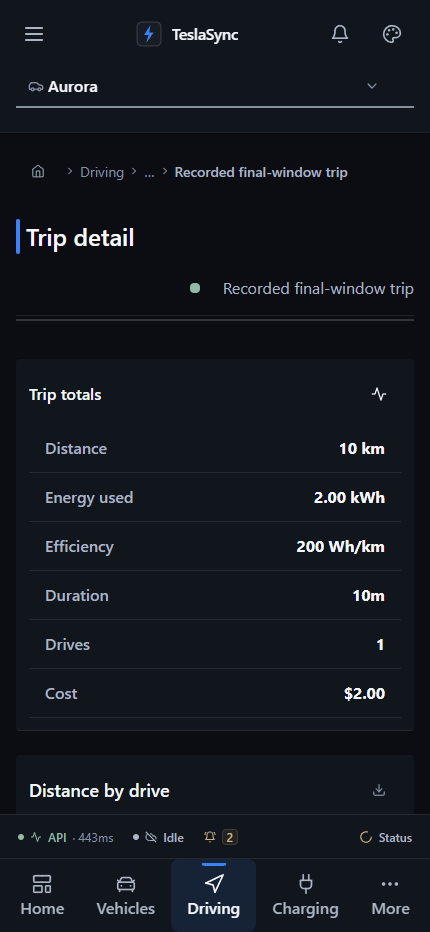 TeslaSync
Aurora
Driving ... Recorded final-window trip
Trip detail
Recorded final-window trip
Trip totals
Distance 10 km
Energy used 2.00 kWh
Efficiency 200 Wh/km
Duration 10m
Drives 1
Cost $2.00
Distance by drive
API · 443ms Idle 2 Status
Home Vehicles Driving Charging More